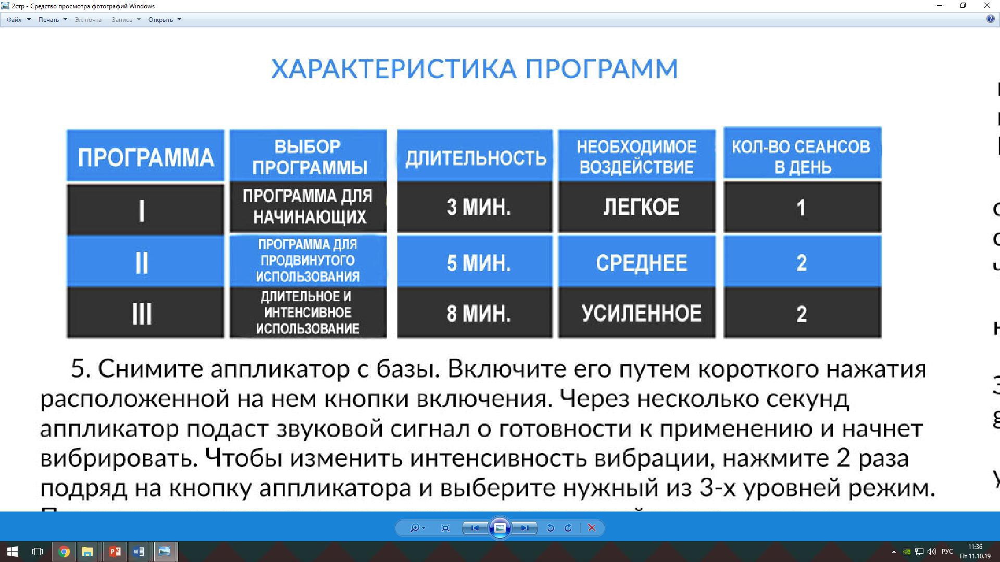 2стр - Средство просмотра фотографий Windows
Файл Печать Эл. почта Запись Открыть
ХАРАКТЕРИСТИКА ПРОГРАММ
ПРОГРАММА
ВЫБОР
ПРОГРАММЫ
ДЛИТЕЛЬНОСТЬ
НЕОБХОДИМОЕ
ВОЗДЕЙСТВИЕ
КОЛ-ВО СЕАНСОВ
В ДЕНЬ
I
ПРОГРАММА ДЛЯ
НАЧИНАЮЩИХ
3 МИН.
ЛЕГКОЕ
1
II
ПРОГРАММА ДЛЯ
ПРОДВИНУТОГО
ИСПОЛЬЗОВАНИЯ
5 МИН.
СРЕДНЕЕ
2
III
ДЛИТЕЛЬНОЕ И
ИНТЕНСИВНОЕ
ИСПОЛЬЗОВАНИЕ
8 МИН.
УСИЛЕННОЕ
2
5. Снимите аппликатор с базы. Включите его путем короткого нажатия
расположенной на нем кнопки включения. Через несколько секунд
аппликатор подаст звуковой сигнал о готовности к применению и начнет
вибрировать. Чтобы изменить интенсивность вибрации, нажмите 2 раза
подряд на кнопку аппликатора и выберите нужный из 3-х уровней режим.
РУС
11:36
Пт 11.10.19